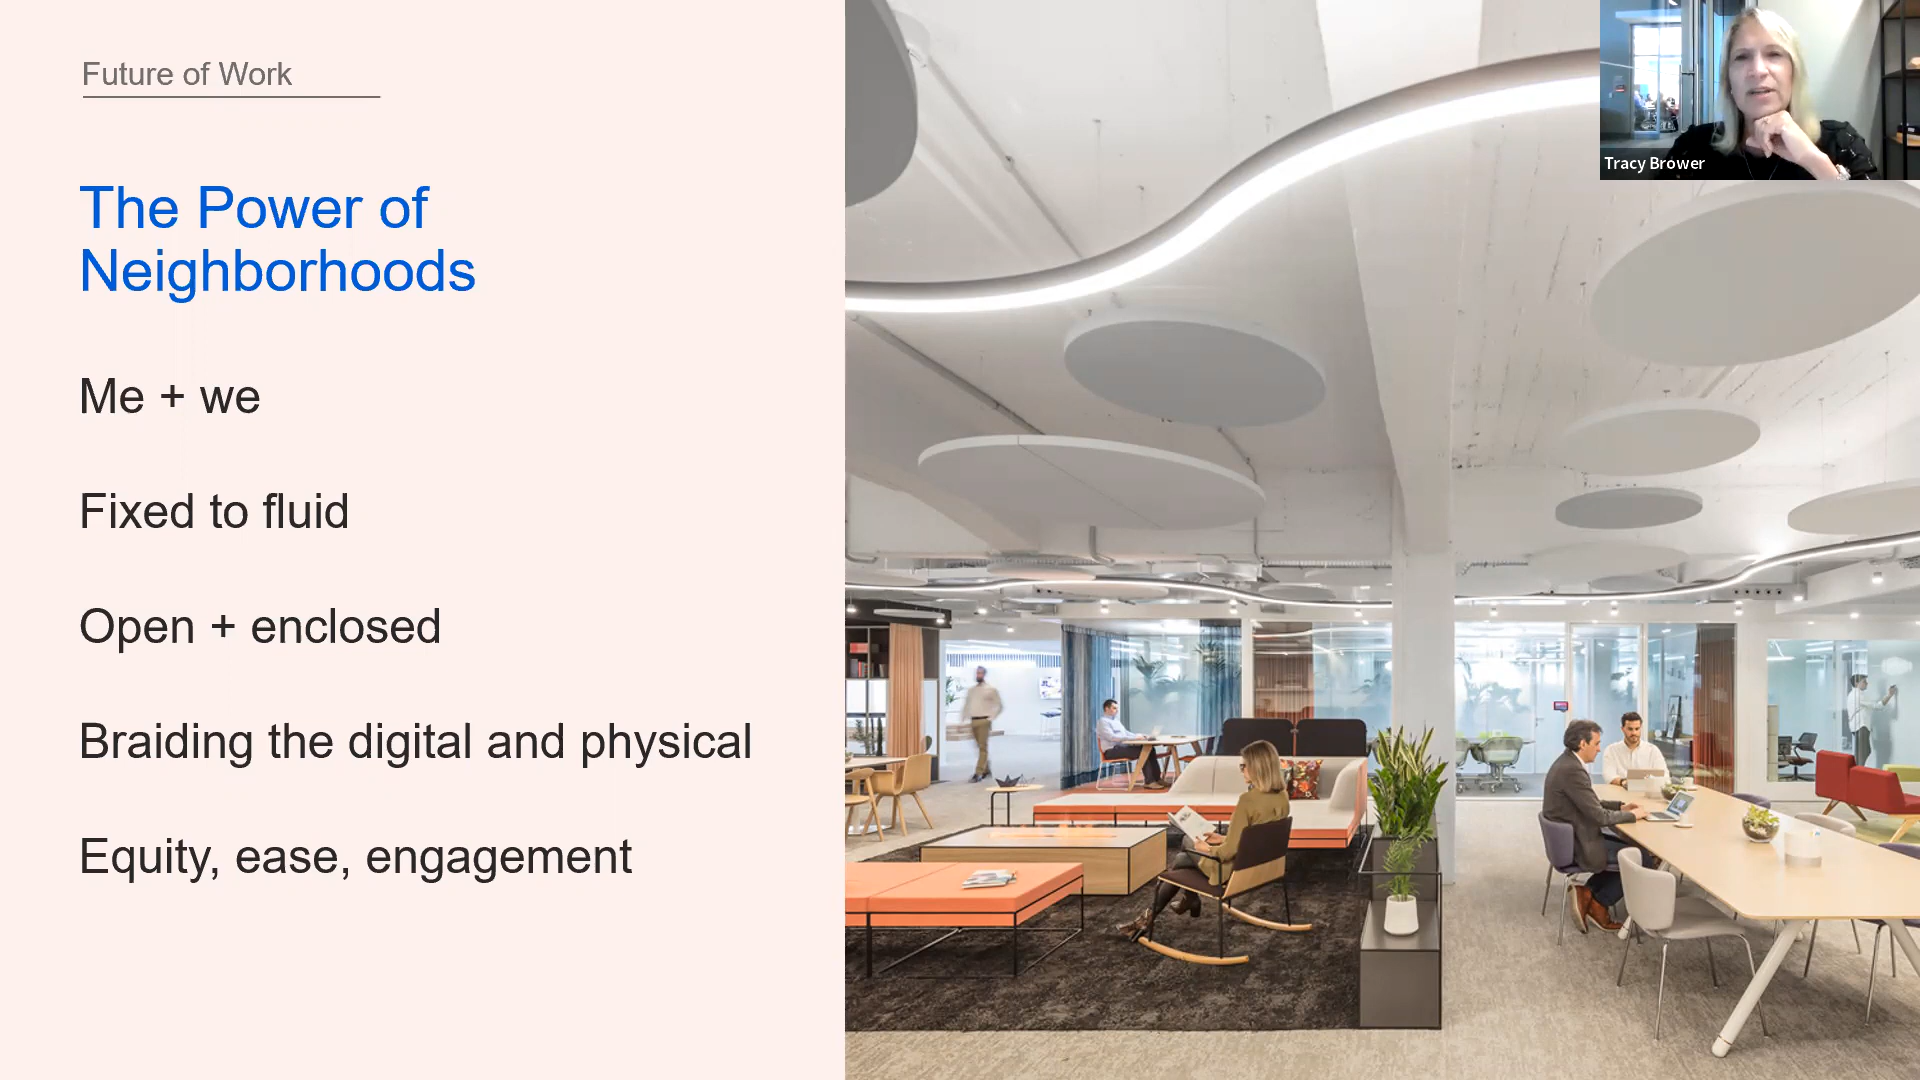 Future of Work
The Power of
Neighborhoods
Me + we
Fixed to fluid
Open + enclosed
Braiding the digital and physical
Equity, ease, engagement
Tracy Brower